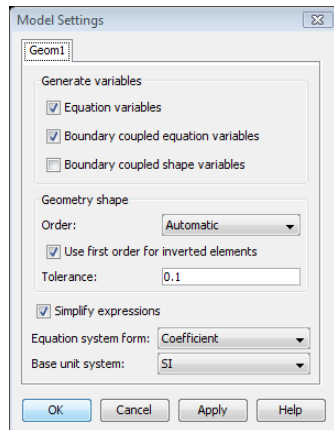 Model Settings
Geom1
Generate variables
Equation variables
Boundary coupled equation variables
Boundary coupled shape variables
Geometry shape
Order: Automatic
Use first order for inverted elements
Tolerance: 0.1
Simplify expressions
Equation system form: Coefficient
Base unit system: SI
OK Cancel Apply Help